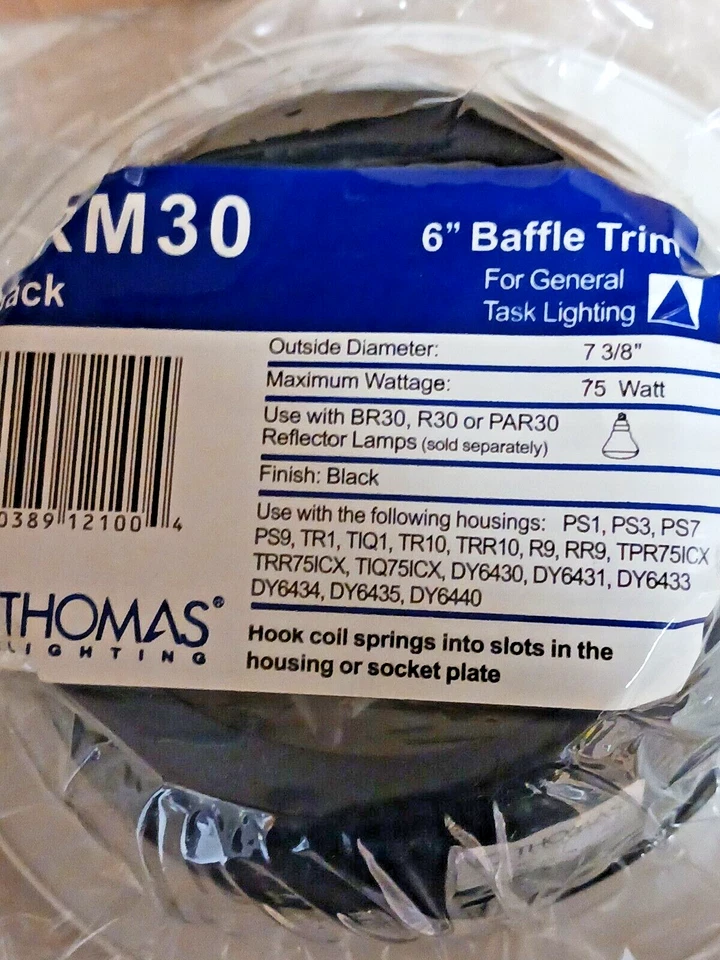 M30
6” Baffle Trim
For General
Task Lighting
Outside Diameter: 7 3/8"
Maximum Wattage: 75 Watt
Use with BR30, R30 or PAR30
Reflector Lamps (sold separately)
Finish: Black
Use with the following housings: PS1, PS3, PS7
PS9, TR1, TIQ1, TR10, TRR10, R9, RR9, TPR75ICX
TRR75ICX, TIQ75ICX, DY6430, DY6431, DY6433
DY6434, DY6435, DY6440
0389 12100 4
THOMAS®
LIGHTING
Hook coil springs into slots in the
housing or socket plate